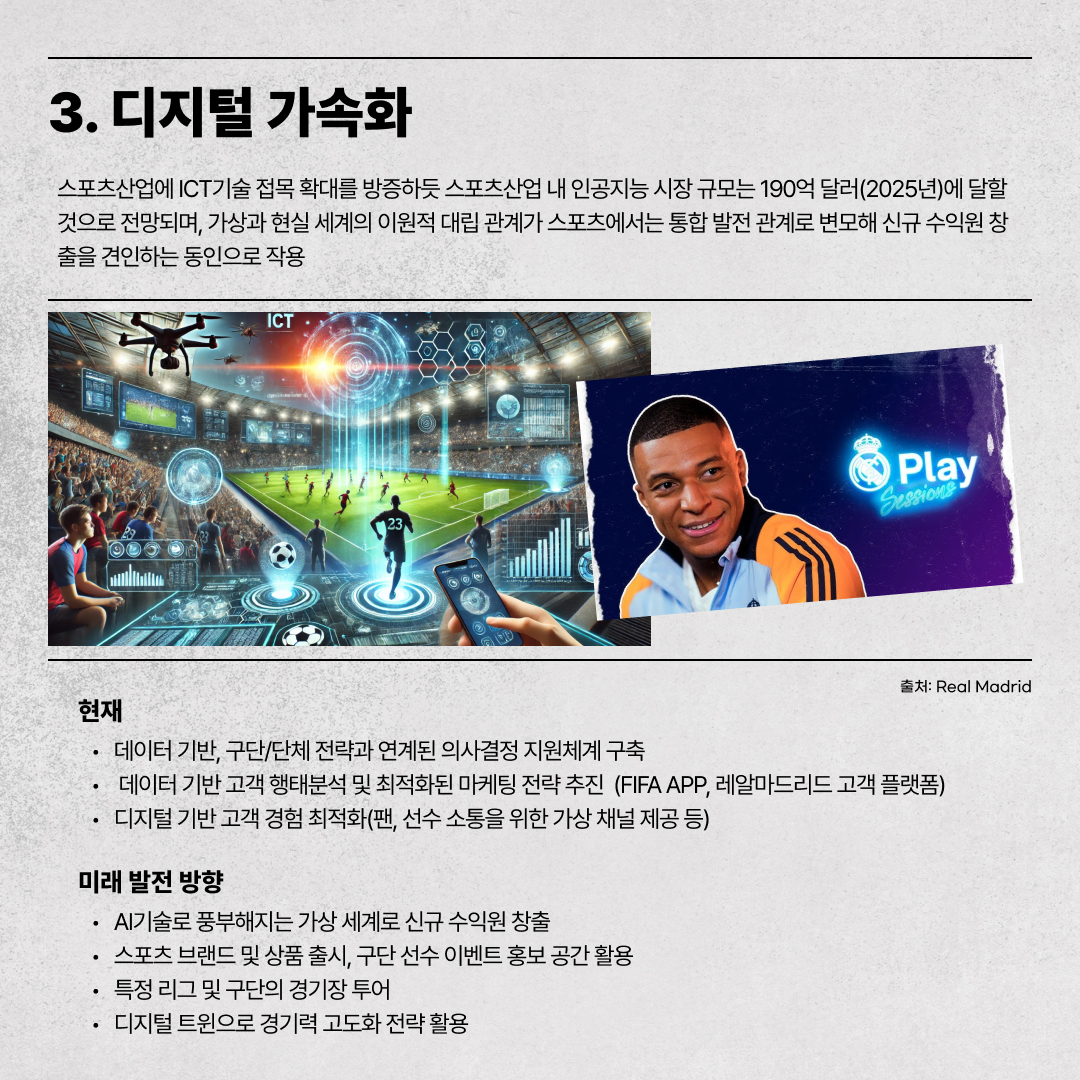 3. 디지털 가속화
스포츠산업에 ICT기술 접목 확대를 방증하듯 스포츠산업 내 인공지능 시장 규모는 190억 달러(2025년)에 달할
것으로 전망되며, 가상과 현실 세계의 이원적 대립 관계가 스포츠에서는 통합 발전 관계로 변모해 신규 수익원 창
출을 견인하는 동인으로 작용
ICT
23
23
Play
Sessions
출처: Real Madrid
현재
• 데이터 기반, 구단/단체 전략과 연계된 의사결정 지원체계 구축
• 데이터 기반 고객 행태분석 및 최적화된 마케팅 전략 추진 (FIFA APP, 레알마드리드 고객 플랫폼)
• 디지털 기반 고객 경험 최적화(팬, 선수 소통을 위한 가상 채널 제공 등)
미래 발전 방향
• AI기술로 풍부해지는 가상 세계로 신규 수익원 창출
• 스포츠 브랜드 및 상품 출시, 구단 선수 이벤트 홍보 공간 활용
• 특정 리그 및 구단의 경기장 투어
• 디지털 트윈으로 경기력 고도화 전략 활용